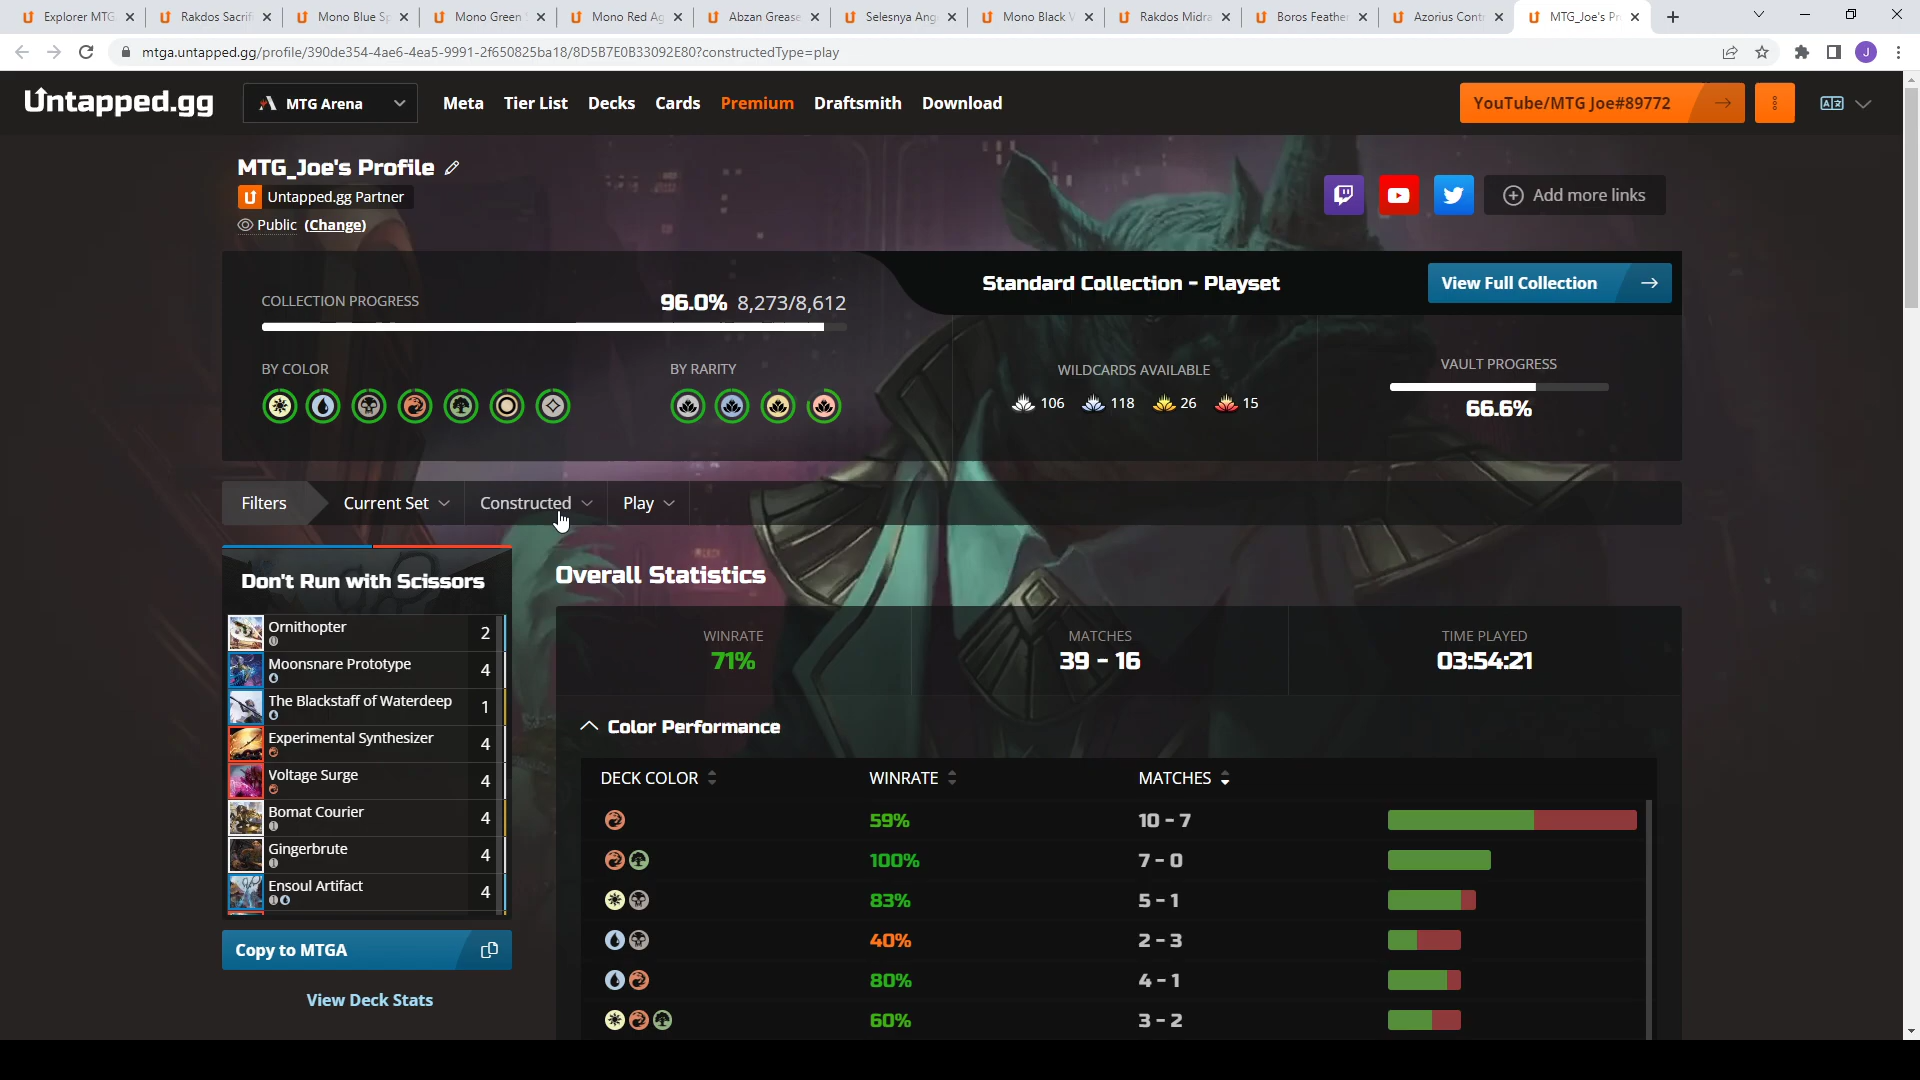 Explorer MTG
Rakdos Sacrifi
Mono Blue Sp
Mono Green
Mono Red Ag
Abzan Grease
Selesnya Ang
Mono Black V
Rakdos Midra
Boros Feather
Azorius Contr
MTG_Joe's Pr
mtga.untapped.gg/profile/390de354-4ae6-4ea5-9991-2f650825ba18/8D5B7E0B33092E80?constructedType=play
J
Untapped.gg
MTG Arena
Meta
Tier List
Decks
Cards
Premium
Draftsmith
Download
YouTube/MTG Joe#89772
MTG_Joe's Profile
Untapped.gg Partner
Public (Change)
Add more links
COLLECTION PROGRESS
96.0% 8,273/8,612
Standard Collection - Playset
View Full Collection
BY COLOR
BY RARITY
WILDCARDS AVAILABLE
106
118
26
15
VAULT PROGRESS
66.6%
Filters
Current Set
Constructed
Play
Don't Run with Scissors
Ornithopter
0
2
Moonsnare Prototype
4
The Blackstaff of Waterdeep
1
Experimental Synthesizer
4
Voltage Surge
4
Bomat Courier
1
4
Gingerbrute
1
4
Ensoul Artifact
1
4
Copy to MTGA
View Deck Stats
Overall Statistics
WINRATE
71%
MATCHES
39 - 16
TIME PLAYED
03:54:21
Color Performance
DECK COLOR
WINRATE
MATCHES
59%
10 - 7
100%
7 - 0
83%
5 - 1
40%
2 - 3
80%
4 - 1
60%
3 - 2